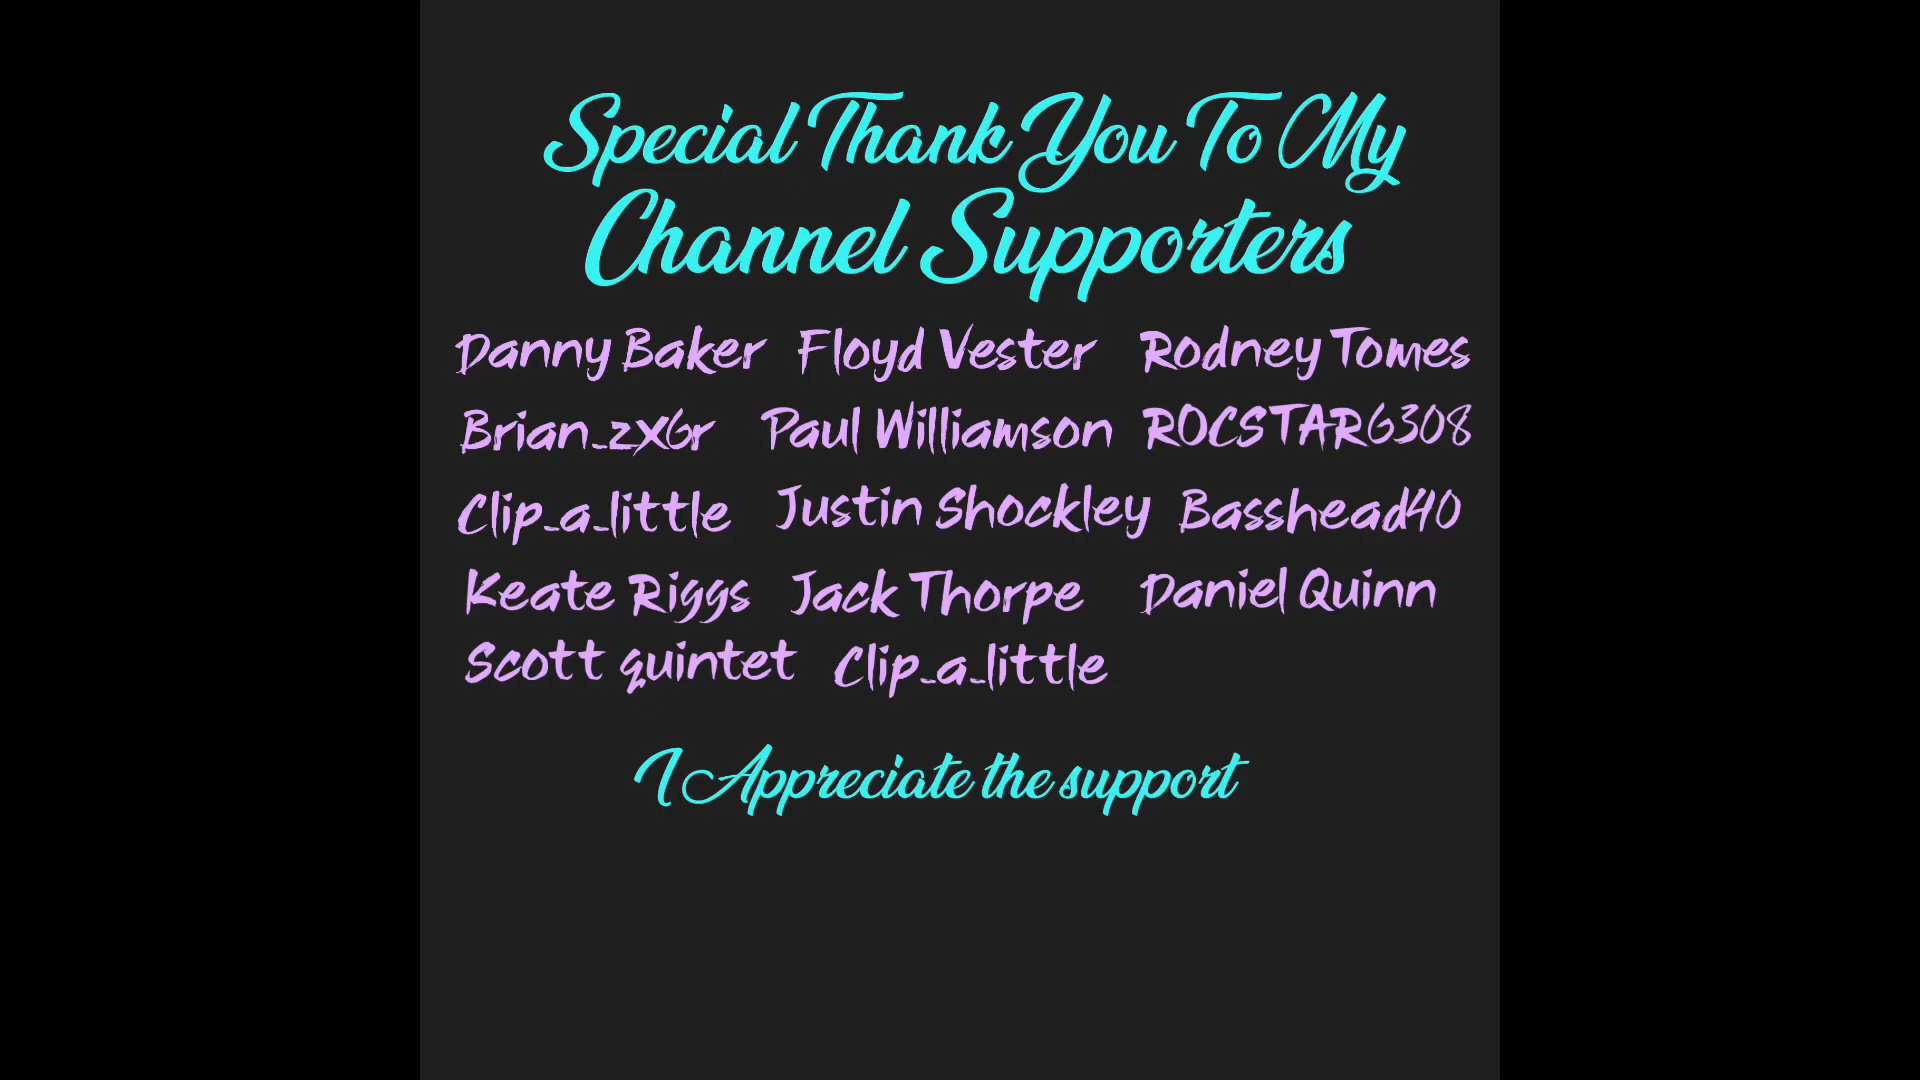 Special Thank You To My
Channel Supporters
Danny Baker Floyd Vester Rodney Tomes
Brian_zx6r Paul Williamson ROCSTAR6308
Clip_a_little Justin Shockley Basshead40
Keate Riggs Jack Thorpe Daniel Quinn
Scott quintet Clip_a_little
I Appreciate the support